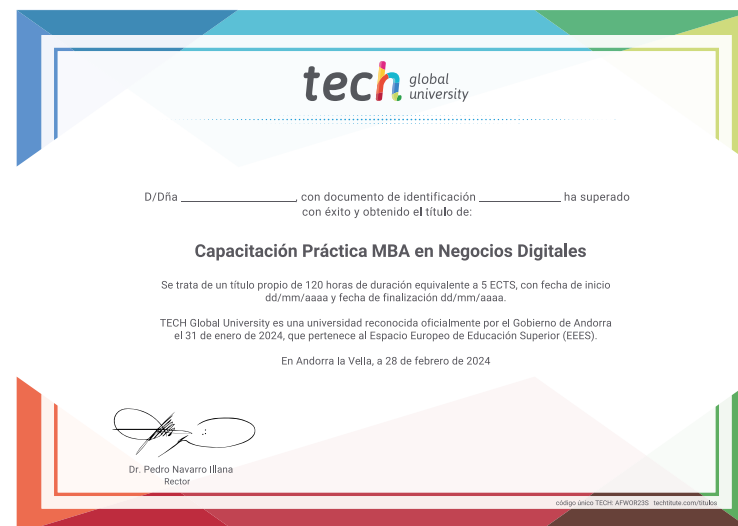 tech global university
D/Dña ____________________, con documento de identificación ______________ ha superado
con éxito y obtenido el título de:
Capacitación Práctica MBA en Negocios Digitales
Se trata de un título propio de 120 horas de duración equivalente a 5 ECTS, con fecha de inicio
dd/mm/aaaa y fecha de finalización dd/mm/aaaa.
TECH Global University es una universidad reconocida oficialmente por el Gobierno de Andorra
el 31 de enero de 2024, que pertenece al Espacio Europeo de Educación Superior (EEES).
En Andorra la Vella, a 28 de febrero de 2024
Dr. Pedro Navarro Illana
Rector
código único TECH: AFWOR23S techtitute.com/titulos